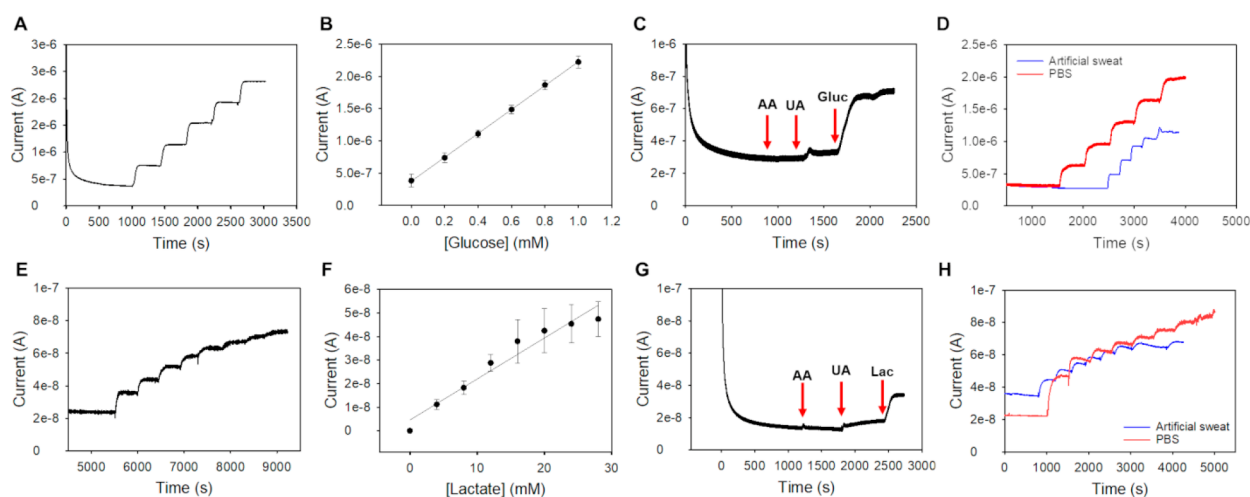 A
Current (A)
3e-6
3e-6
2e-6
2e-6
1e-6
5e-7
0
0 500 1000 1500 2000 2500 3000 3500
Time (s)
B
Current (A)
2.5e-6
2.0e-6
1.5e-6
1.0e-6
5.0e-7
0.0
0.0 0.2 0.4 0.6 0.8 1.0 1.2
[Glucose] (mM)
C
Current (A)
1e-6
8e-7
6e-7
4e-7
2e-7
0
AA UA Gluc
0 500 1000 1500 2000 2500
Time (s)
D
Current (A)
2.5e-6
2.0e-6
1.5e-6
1.0e-6
5.0e-7
0.0
Artificial sweat
PBS
1000 2000 3000 4000 5000
Time (s)
E
Current (A)
1e-7
8e-8
6e-8
4e-8
2e-8
0
5000 6000 7000 8000 9000
Time (s)
F
Current (A)
6e-8
5e-8
4e-8
3e-8
2e-8
1e-8
0
0 10 20 30
[Lactate] (mM)
G
Current (A)
1e-7
8e-8
6e-8
4e-8
2e-8
0
AA UA Lac
0 500 1000 1500 2000 2500 3000
Time (s)
H
Current (A)
1e-7
8e-8
6e-8
4e-8
2e-8
0
Artificial sweat
PBS
0 1000 2000 3000 4000 5000
Time (s)